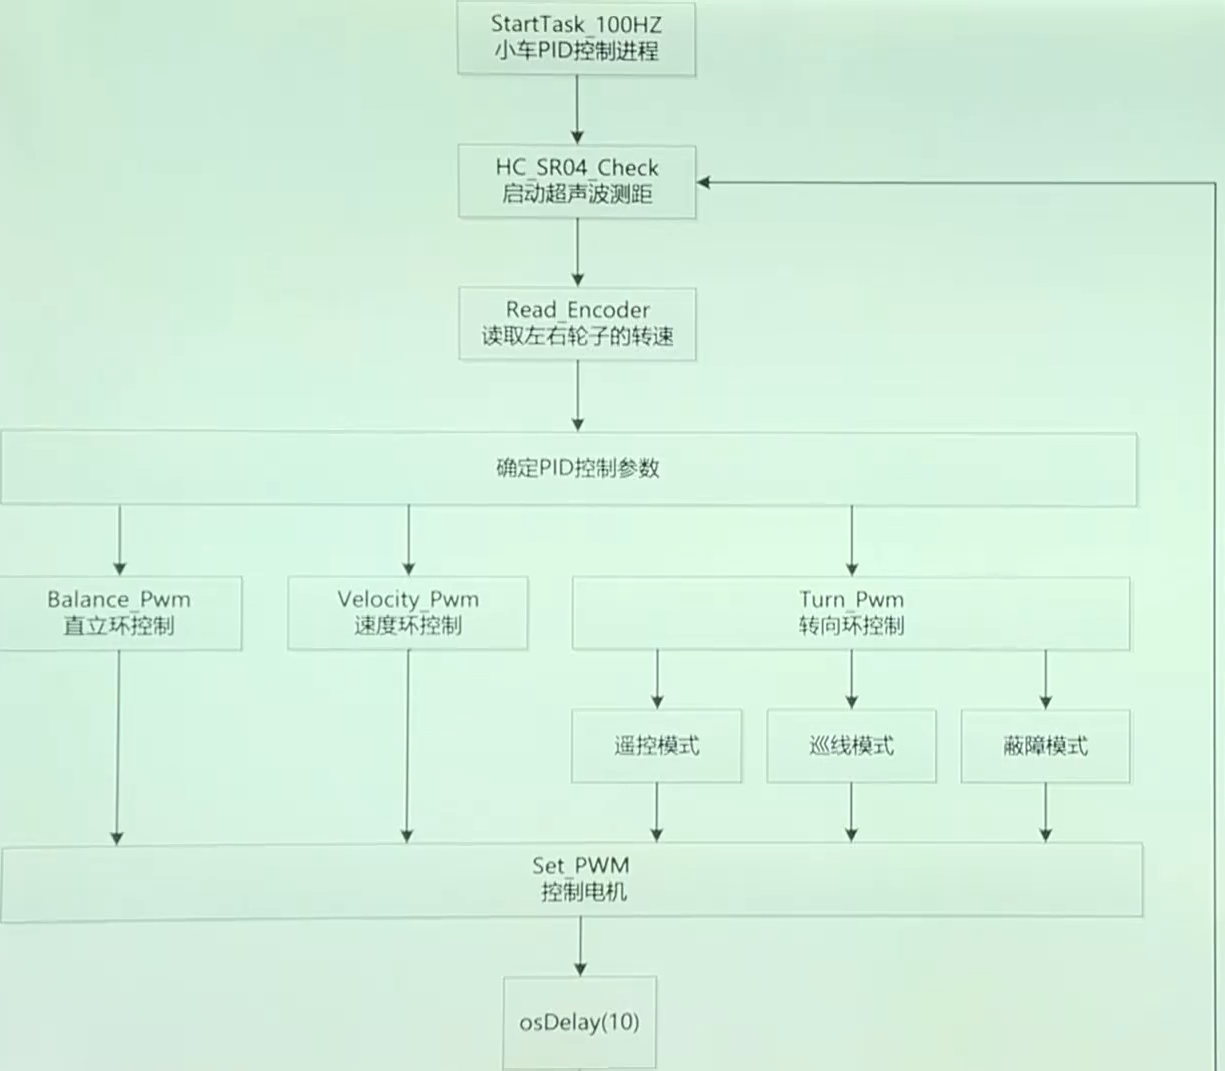 StartTask_100HZ
小车PID控制进程
HC_SR04_Check
启动超声波测距
Read_Encoder
读取左右轮子的转速
确定PID控制参数
Balance_Pwm
直立环控制
Velocity_Pwm
速度环控制
Turn_Pwm
转向环控制
遥控模式
巡线模式
蔽障模式
Set_PWM
控制电机
osDelay(10)